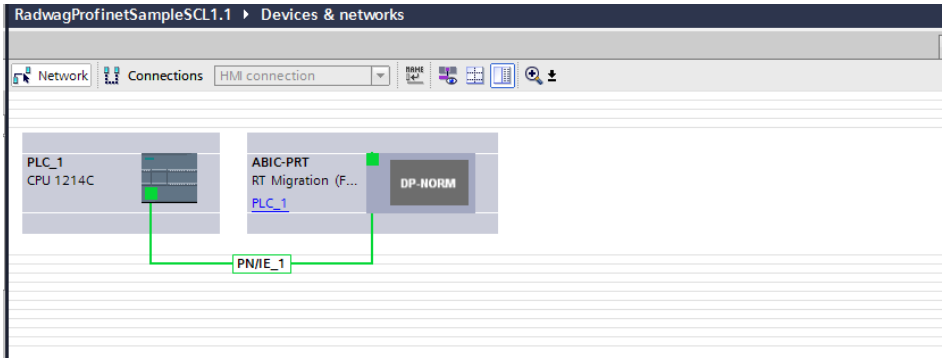 RadwagProfinetSampleSCL1.1 ▸ Devices & networks
Network Connections HMI connection
PLC_1
CPU 1214C
ABIC-PRT
RT Migration (F...
PLC_1
DP-NORM
PN/IE_1